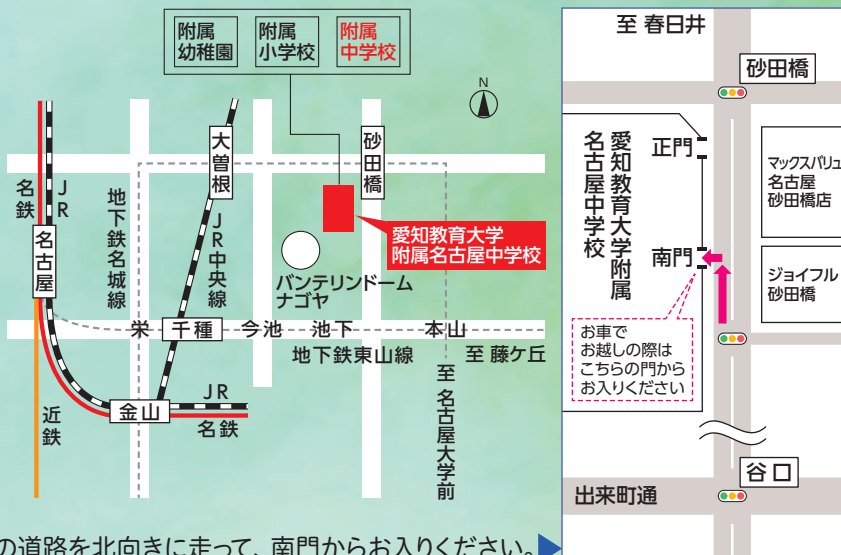 附属
幼稚園
附属
小学校
附属
中学校
N
大曽根
砂田橋
名鉄
JR
名古屋
地下鉄名城線
JR中央線
愛知教育大学
附属名古屋中学校
バンテリンドーム
ナゴヤ
栄
千種
今池
池下
本山
地下鉄東山線
至 藤ケ丘
至 名古屋大学前
近鉄
金山
JR
名鉄
の道路を北向きに走って、南門からお入りください。
至 春日井
砂田橋
愛知教育大学附属
名古屋中学校
正門
マックスバリュ
名古屋
砂田橋店
南門
ジョイフル
砂田橋
お車で
お越しの際は
こちらの門から
お入りください
谷口
出来町通